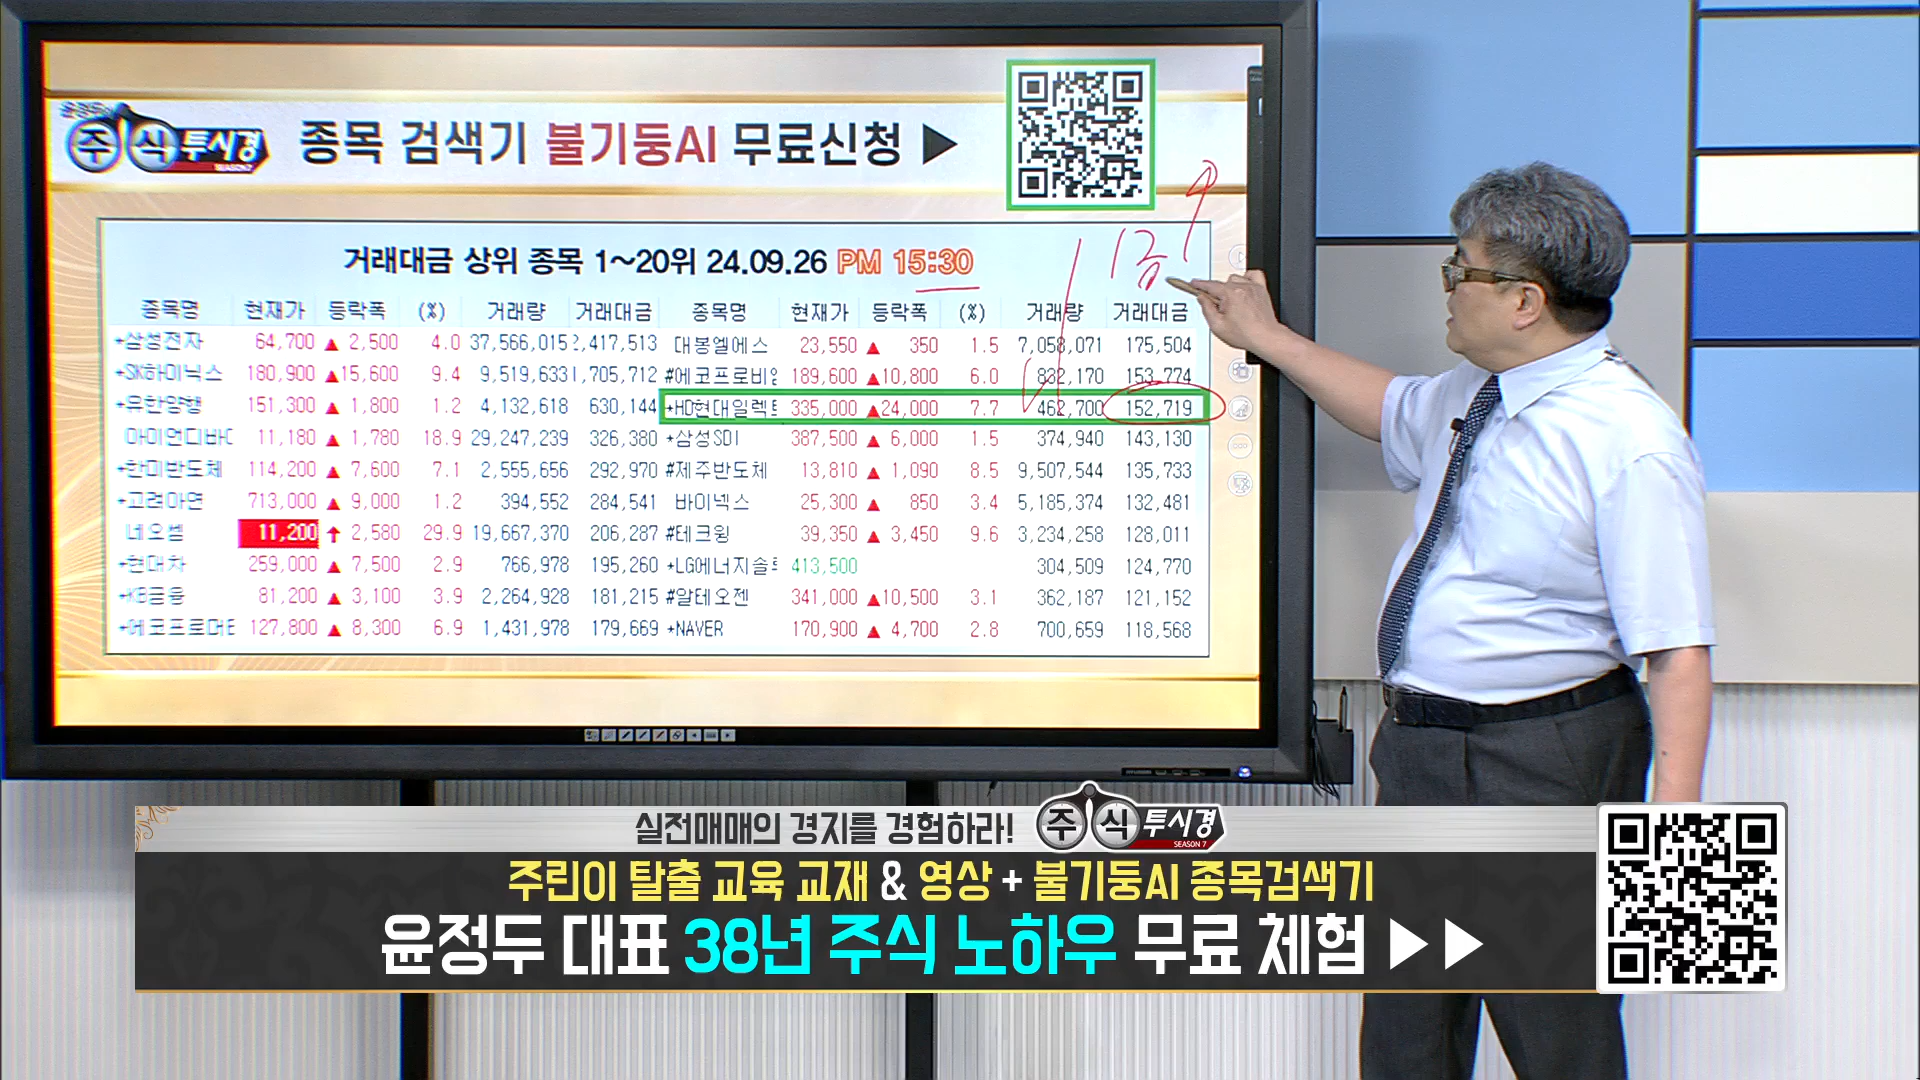 윤정두의
주식투시경
SEASON 7
종목 검색기 불기둥AI 무료신청 ▶
거래대금 상위 종목 1~20위 24.09.26 PM 15:30
종목명 현재가 등락폭 (%) 거래량 거래대금 종목명 현재가 등락폭 (%) 거래량 거래대금
*삼성전자 64,700 ▲ 2,500 4.0 37,566,015 2,417,513 대봉엘에스 23,550 ▲ 350 1.5 7,058,071 175,504
*SK하이닉스 180,900 ▲15,600 9.4 9,519,633 1,705,712 #에코프로비 189,600 ▲10,800 6.0 832,170 153,774
*유한양행 151,300 ▲ 1,800 1.2 4,132,618 630,144 *HD현대일렉트 335,000 ▲24,000 7.7 462,700 152,719
아이언디바 11,180 ▲ 1,780 18.9 29,247,239 326,380 *삼성SDI 387,500 ▲ 6,000 1.5 374,940 143,130
*한미반도체 114,200 ▲ 7,600 7.1 2,555,656 292,970 #제주반도체 13,810 ▲ 1,090 8.5 9,507,544 135,733
*고려아연 713,000 ▲ 9,000 1.2 394,552 284,541 바이넥스 25,300 ▲ 850 3.4 5,185,374 132,481
네오셈 11,200 ↑ 2,580 29.9 19,667,370 206,287 #테크윙 39,350 ▲ 3,450 9.6 3,234,258 128,011
*현대차 259,000 ▲ 7,500 2.9 766,978 195,260 *LG에너지솔루 413,500 304,509 124,770
*KB금융 81,200 ▲ 3,100 3.9 2,264,928 181,215 #알테오젠 341,000 ▲10,500 3.1 362,187 121,152
*에코프로머티 127,800 ▲ 8,300 6.9 1,431,978 179,669 *NAVER 170,900 ▲ 4,700 2.8 700,659 118,568
실전매매의 경지를 경험하라! 주식투시경
SEASON 7
주린이 탈출 교육 교재 & 영상 + 불기둥AI 종목검색기
윤정두 대표 38년 주식 노하우 무료 체험 ▶▶